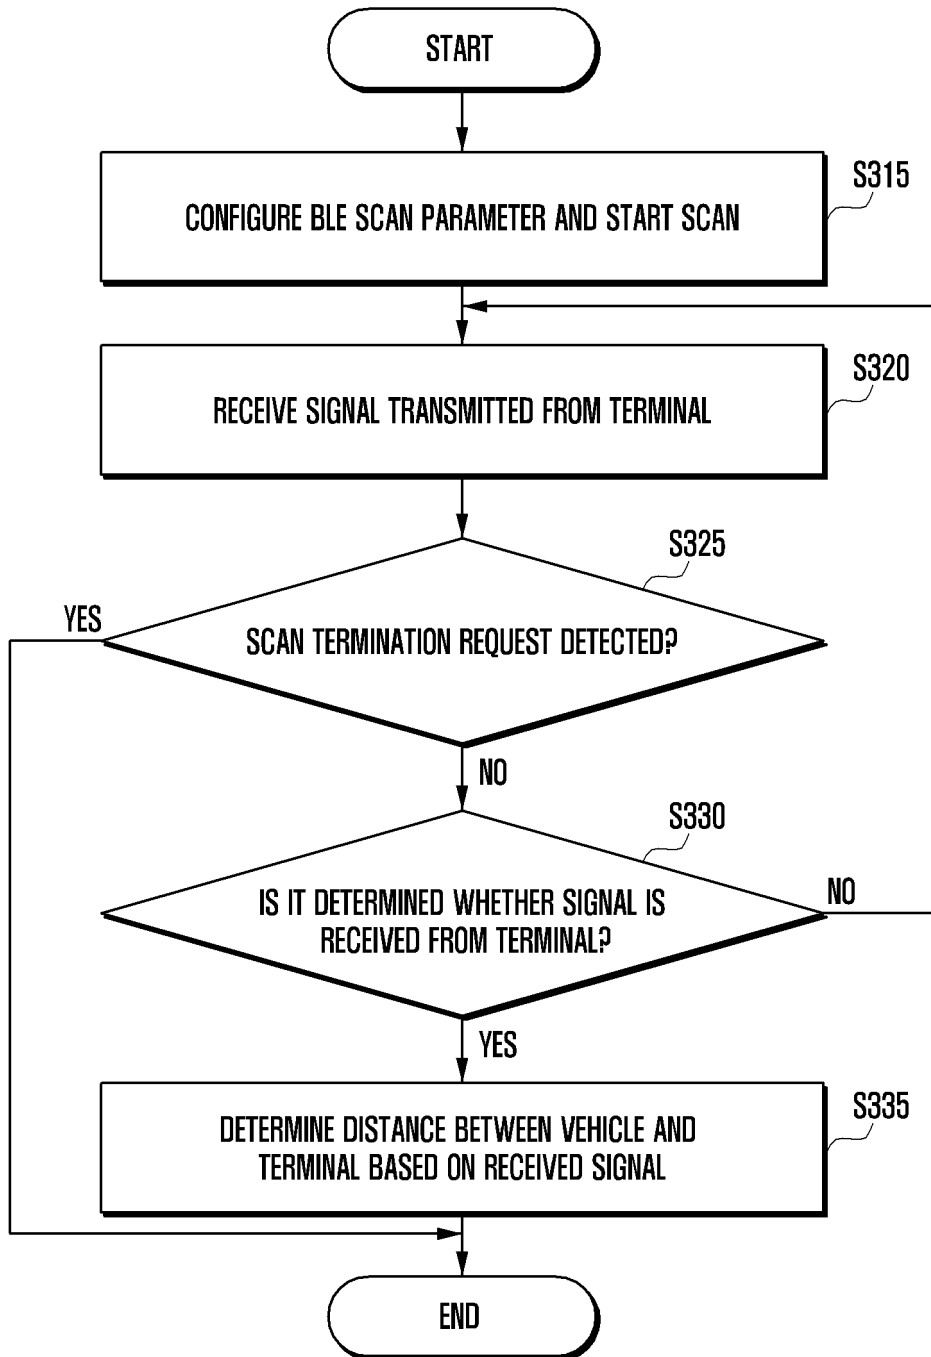 START
S315
CONFIGURE BLE SCAN PARAMETER AND START SCAN
S320
RECEIVE SIGNAL TRANSMITTED FROM TERMINAL
S325
YES
SCAN TERMINATION REQUEST DETECTED?
NO
S330
NO
IS IT DETERMINED WHETHER SIGNAL IS
RECEIVED FROM TERMINAL?
YES
S335
DETERMINE DISTANCE BETWEEN VEHICLE AND
TERMINAL BASED ON RECEIVED SIGNAL
END